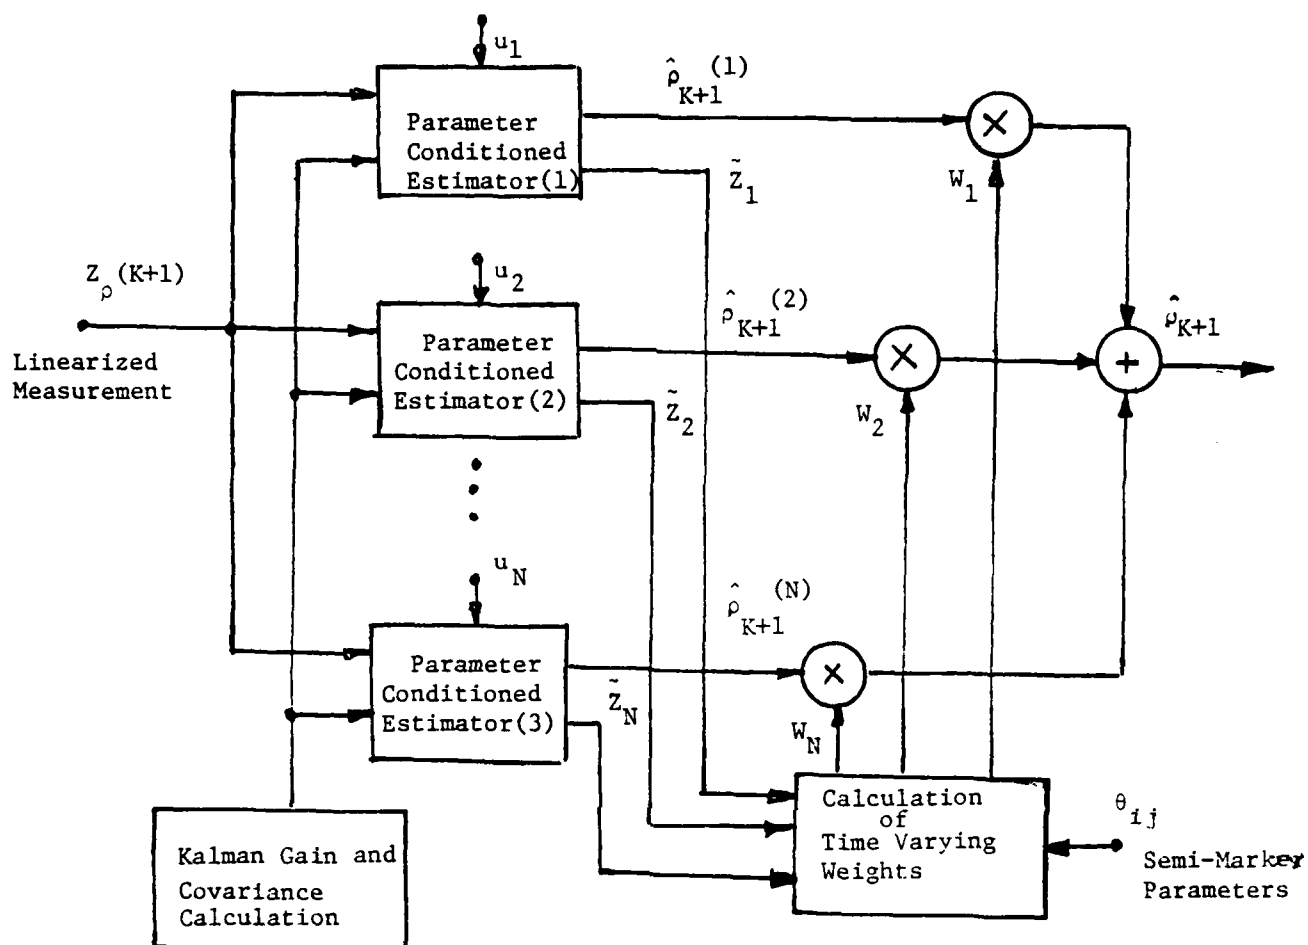 u1
ρ̂K+1(1)
Parameter
Conditioned
Estimator(1)
Z̃1
×
W1
Zρ(K+1)
Linearized
Measurement
u2
ρ̂K+1(2)
Parameter
Conditioned
Estimator(2)
Z̃2
×
W2
ρ̂K+1
+
uN
ρ̂K+1(N)
Parameter
Conditioned
Estimator(3)
Z̃N
×
WN
Kalman Gain and
Covariance
Calculation
Calculation
of
Time Varying
Weights
θij
Semi-Marker
Parameters